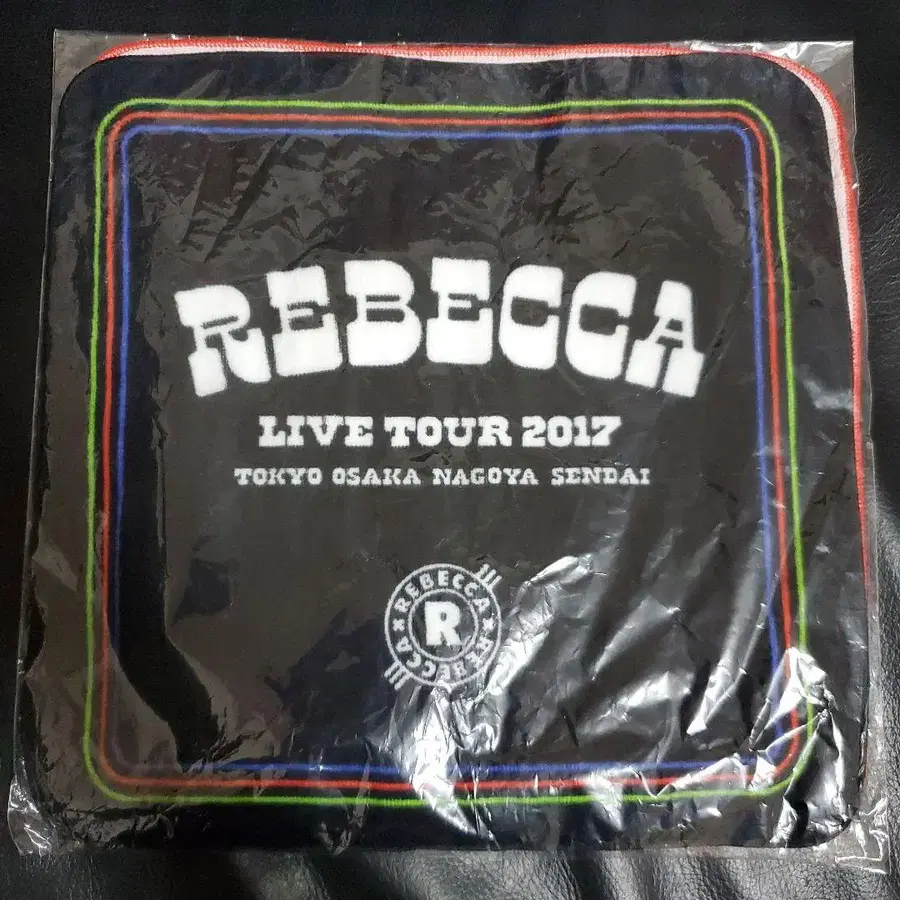 REBECCA
LIVE TOUR 2017
TOKYO OSAKA NAGOYA SENDAI
REBECCA × REBECCA ×
R